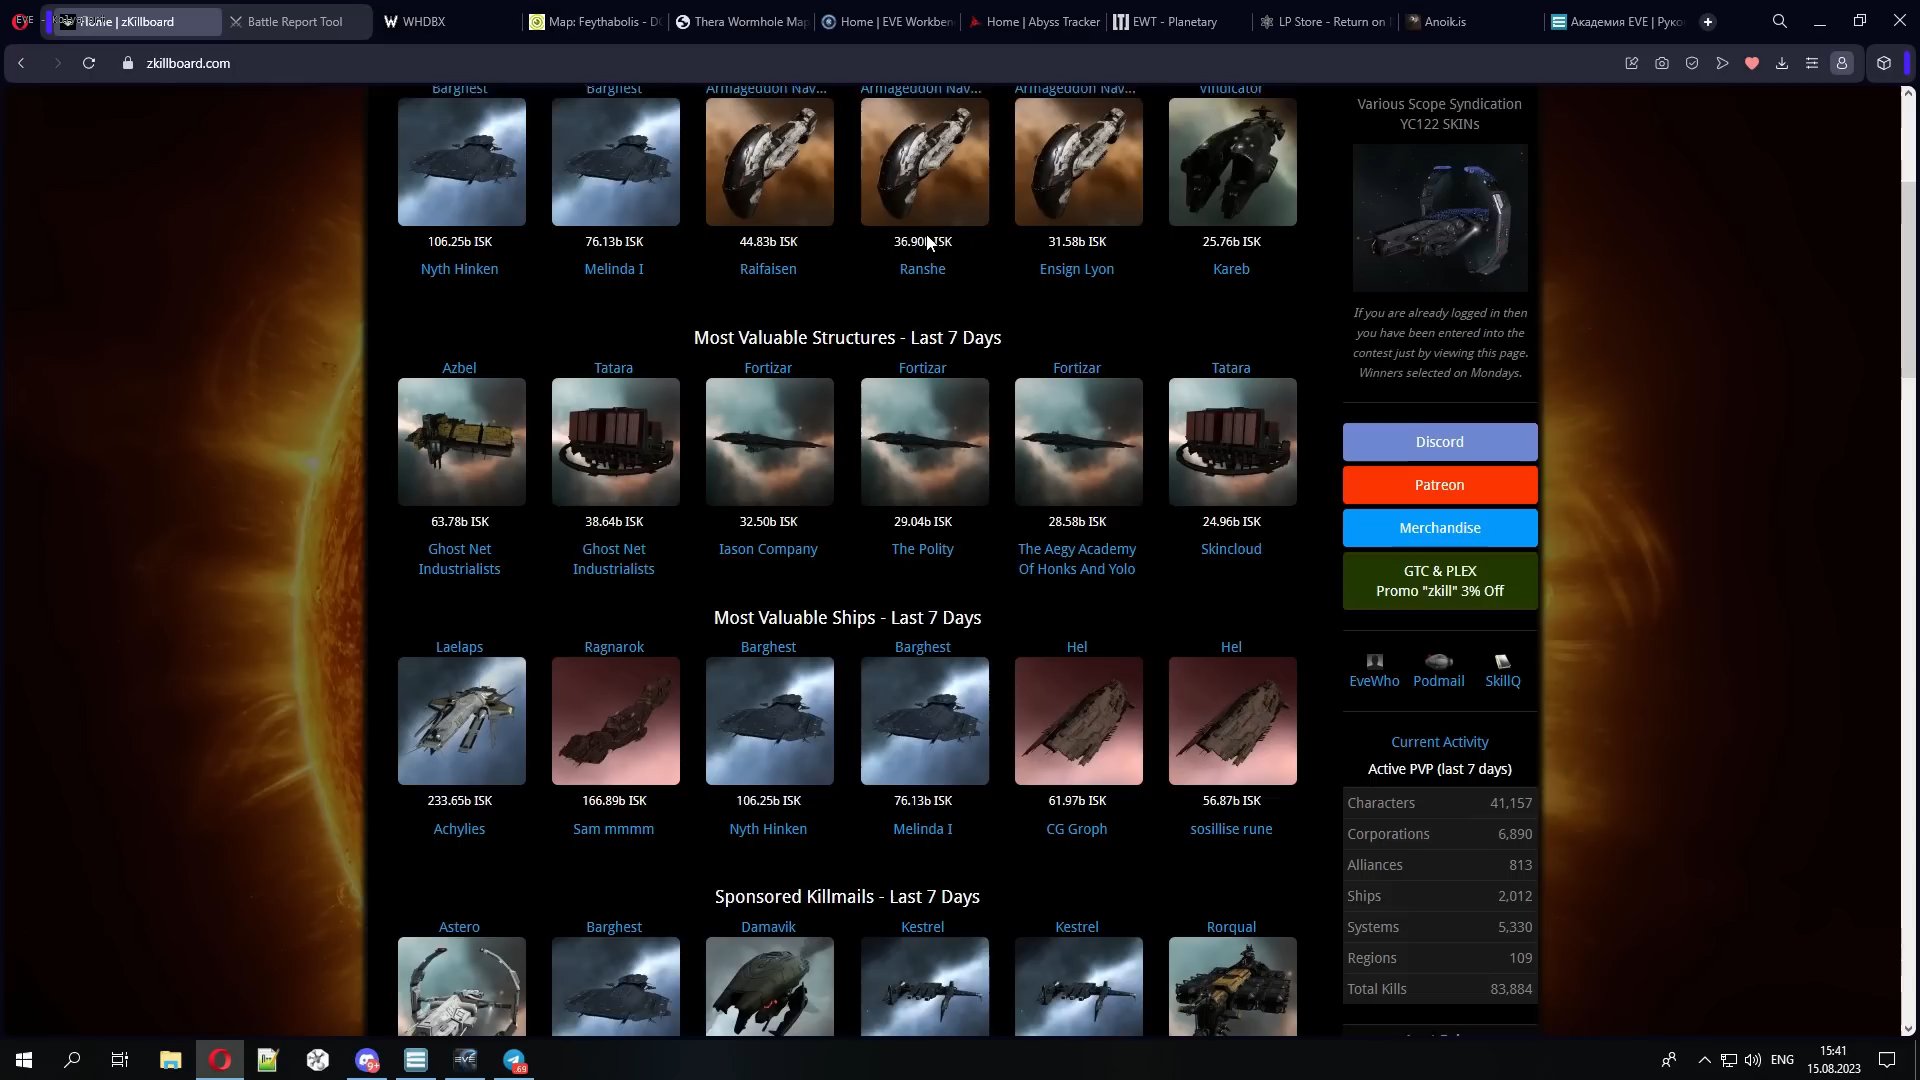 Home | zKillboard
Battle Report Tool
WHDBX
Map: Feythabolis - D
Thera Wormhole Map
Home | EVE Workben
Home | Abyss Tracker
EWT - Planetary
LP Store - Return on
Anoik.is
Академия EVE | Руко
zkillboard.com
Barghest
Barghest
Armageddon Nav...
Armageddon Nav...
Armageddon Nav...
Vindicator
106.25b ISK
76.13b ISK
44.83b ISK
36.90b ISK
31.58b ISK
25.76b ISK
Nyth Hinken
Melinda I
Raifaisen
Ranshe
Ensign Lyon
Kareb
Most Valuable Structures - Last 7 Days
Azbel
Tatara
Fortizar
Fortizar
Fortizar
Tatara
63.78b ISK
38.64b ISK
32.50b ISK
29.04b ISK
28.58b ISK
24.96b ISK
Ghost Net
Industrialists
Ghost Net
Industrialists
Iason Company
The Polity
The Aegy Academy
Of Honks And Yolo
Skincloud
Most Valuable Ships - Last 7 Days
Laelaps
Ragnarok
Barghest
Barghest
Hel
Hel
233.65b ISK
166.89b ISK
106.25b ISK
76.13b ISK
61.97b ISK
56.87b ISK
Achylies
Sam mmmm
Nyth Hinken
Melinda I
CG Groph
sosillise rune
Sponsored Killmails - Last 7 Days
Astero
Barghest
Damavik
Kestrel
Kestrel
Rorqual
Various Scope Syndication
YC122 SKINs
If you are already logged in then
you have been entered into the
contest just by viewing this page.
Winners selected on Mondays.
Discord
Patreon
Merchandise
GTC & PLEX
Promo "zkill" 3% Off
EveWho
Podmail
SkillQ
Current Activity
Active PVP (last 7 days)
Characters 41,157
Corporations 6,890
Alliances 813
Ships 2,012
Systems 5,330
Regions 109
Total Kills 83,884
9+
EVE
69
ENG
15:41
15.08.2023